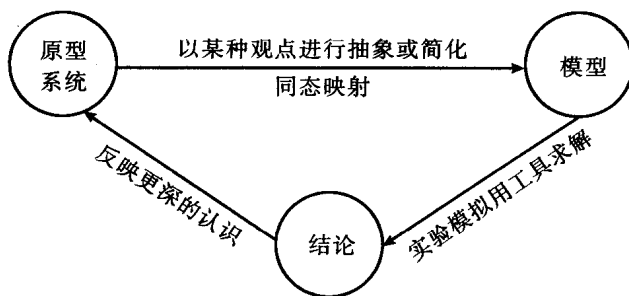 原型
系统
以某种观点进行抽象或简化
同态映射
模型
反映更深的认识
结论
实验模拟用工具求解